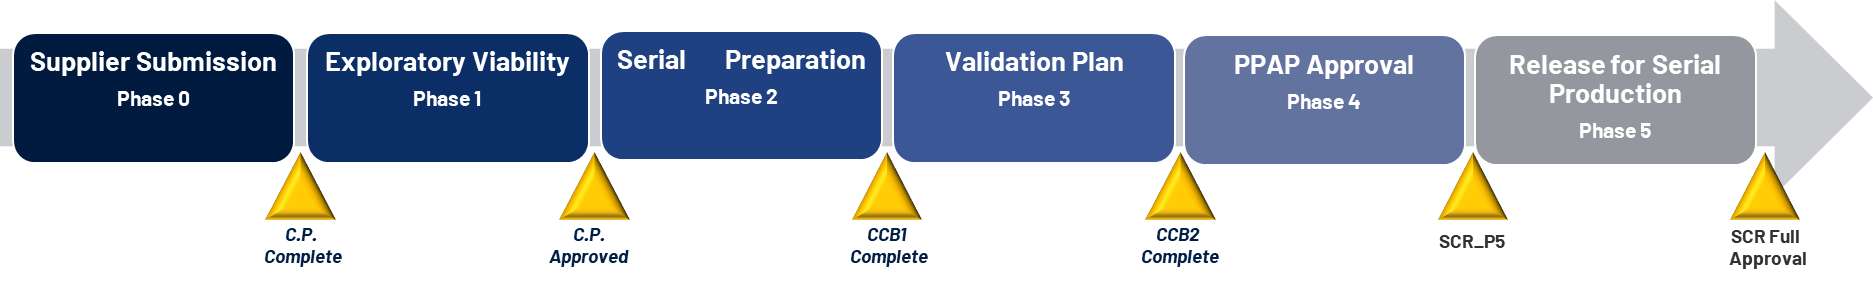 Supplier Submission
Phase 0
Exploratory Viability
Phase 1
Serial Preparation
Phase 2
Validation Plan
Phase 3
PPAP Approval
Phase 4
Release for Serial
Production
Phase 5
C.P.
Complete
C.P.
Approved
CCB1
Complete
CCB2
Complete
SCR_P5
SCR Full
Approval